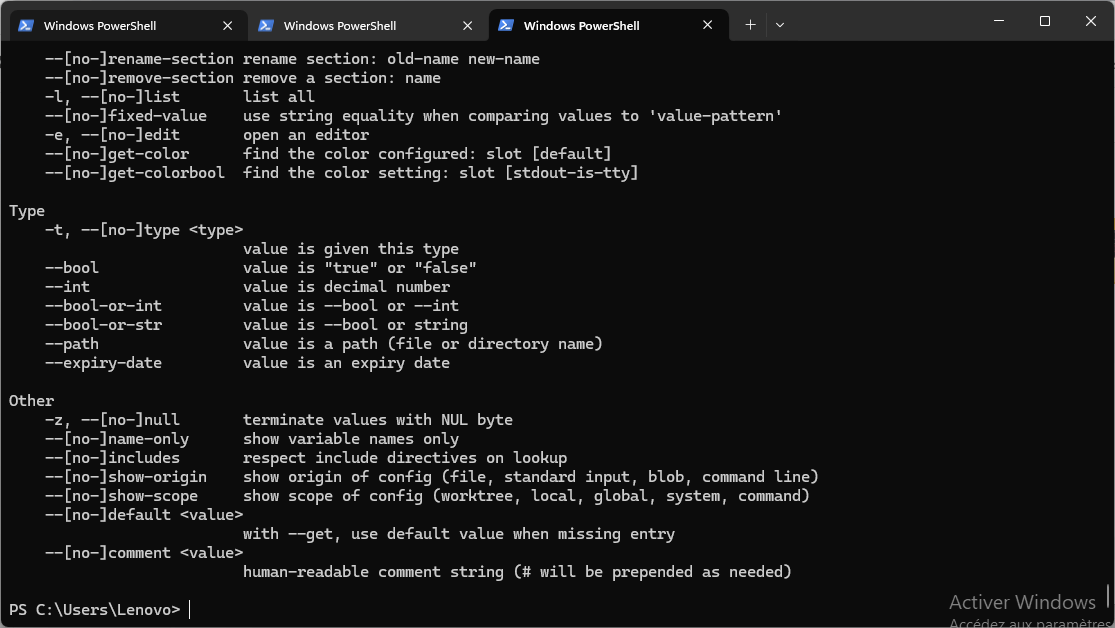 Windows PowerShell
Windows PowerShell
Windows PowerShell
--[no-]rename-section rename section: old-name new-name
--[no-]remove-section remove a section: name
-l, --[no-]list list all
--[no-]fixed-value use string equality when comparing values to 'value-pattern'
-e, --[no-]edit open an editor
--[no-]get-color find the color configured: slot [default]
--[no-]get-colorbool find the color setting: slot [stdout-is-tty]
Type
-t, --[no-]type <type>
value is given this type
--bool value is "true" or "false"
--int value is decimal number
--bool-or-int value is --bool or --int
--bool-or-str value is --bool or string
--path value is a path (file or directory name)
--expiry-date value is an expiry date
Other
-z, --[no-]null terminate values with NUL byte
--[no-]name-only show variable names only
--[no-]includes respect include directives on lookup
--[no-]show-origin show origin of config (file, standard input, blob, command line)
--[no-]show-scope show scope of config (worktree, local, global, system, command)
--[no-]default <value>
with --get, use default value when missing entry
--[no-]comment <value>
human-readable comment string (# will be prepended as needed)
PS C:\Users\Lenovo>
Activer Windows
Accédez aux paramètres